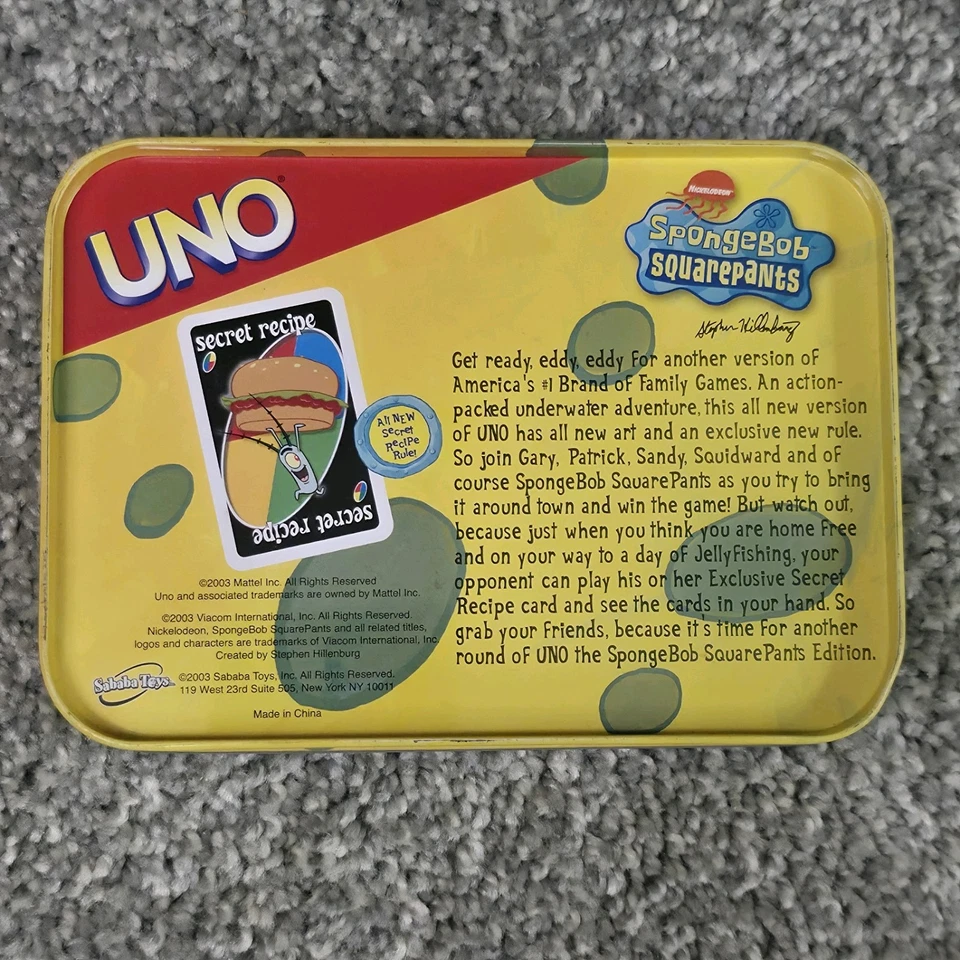 UNO®
NICKELODEON
SpongeBob
SQUAREPANTS
Stephen Hillenburg
secret recipe
All NEW
Secret
Recipe
Rule!
secret recipe
Get ready, eddy, eddy for another version of
America's #1 Brand of Family Games. An action-
packed underwater adventure, this all new version
of UNO has all new art and an exclusive new rule.
So join Gary, Patrick, Sandy, Squidward and of
course SpongeBob SquarePants as you try to bring
it around town and win the game! But watch out,
because just when you think you are home free
and on your way to a day of Jellyfishing, your
opponent can play his or her Exclusive Secret
Recipe card and see the cards in your hand. So
grab your friends, because it's time for another
round of UNO the SpongeBob SquarePants Edition.
©2003 Mattel Inc. All Rights Reserved
Uno and associated trademarks are owned by Mattel Inc.
©2003 Viacom International, Inc. All Rights Reserved.
Nickelodeon, SpongeBob SquarePants and all related titles,
logos and characters are trademarks of Viacom International, Inc.
Created by Stephen Hillenburg
Sababa Toys™
©2003 Sababa Toys, Inc. All Rights Reserved.
119 West 23rd Suite 505, New York NY 10011
Made in China